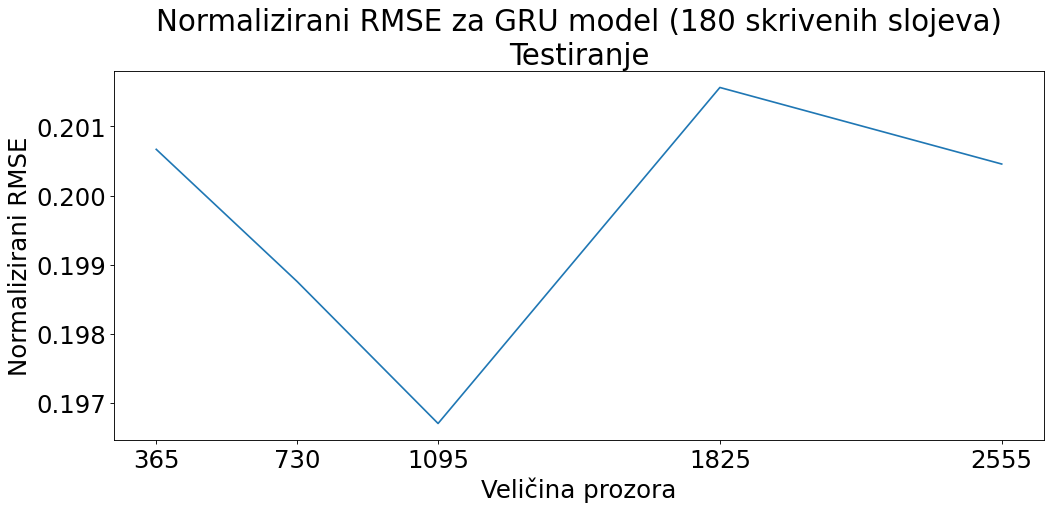 Normalizirani RMSE za GRU model (180 skrivenih slojeva)
Testiranje
Normalizirani RMSE
0.201
0.200
0.199
0.198
0.197
365 730 1095 1825 2555
Veličina prozora